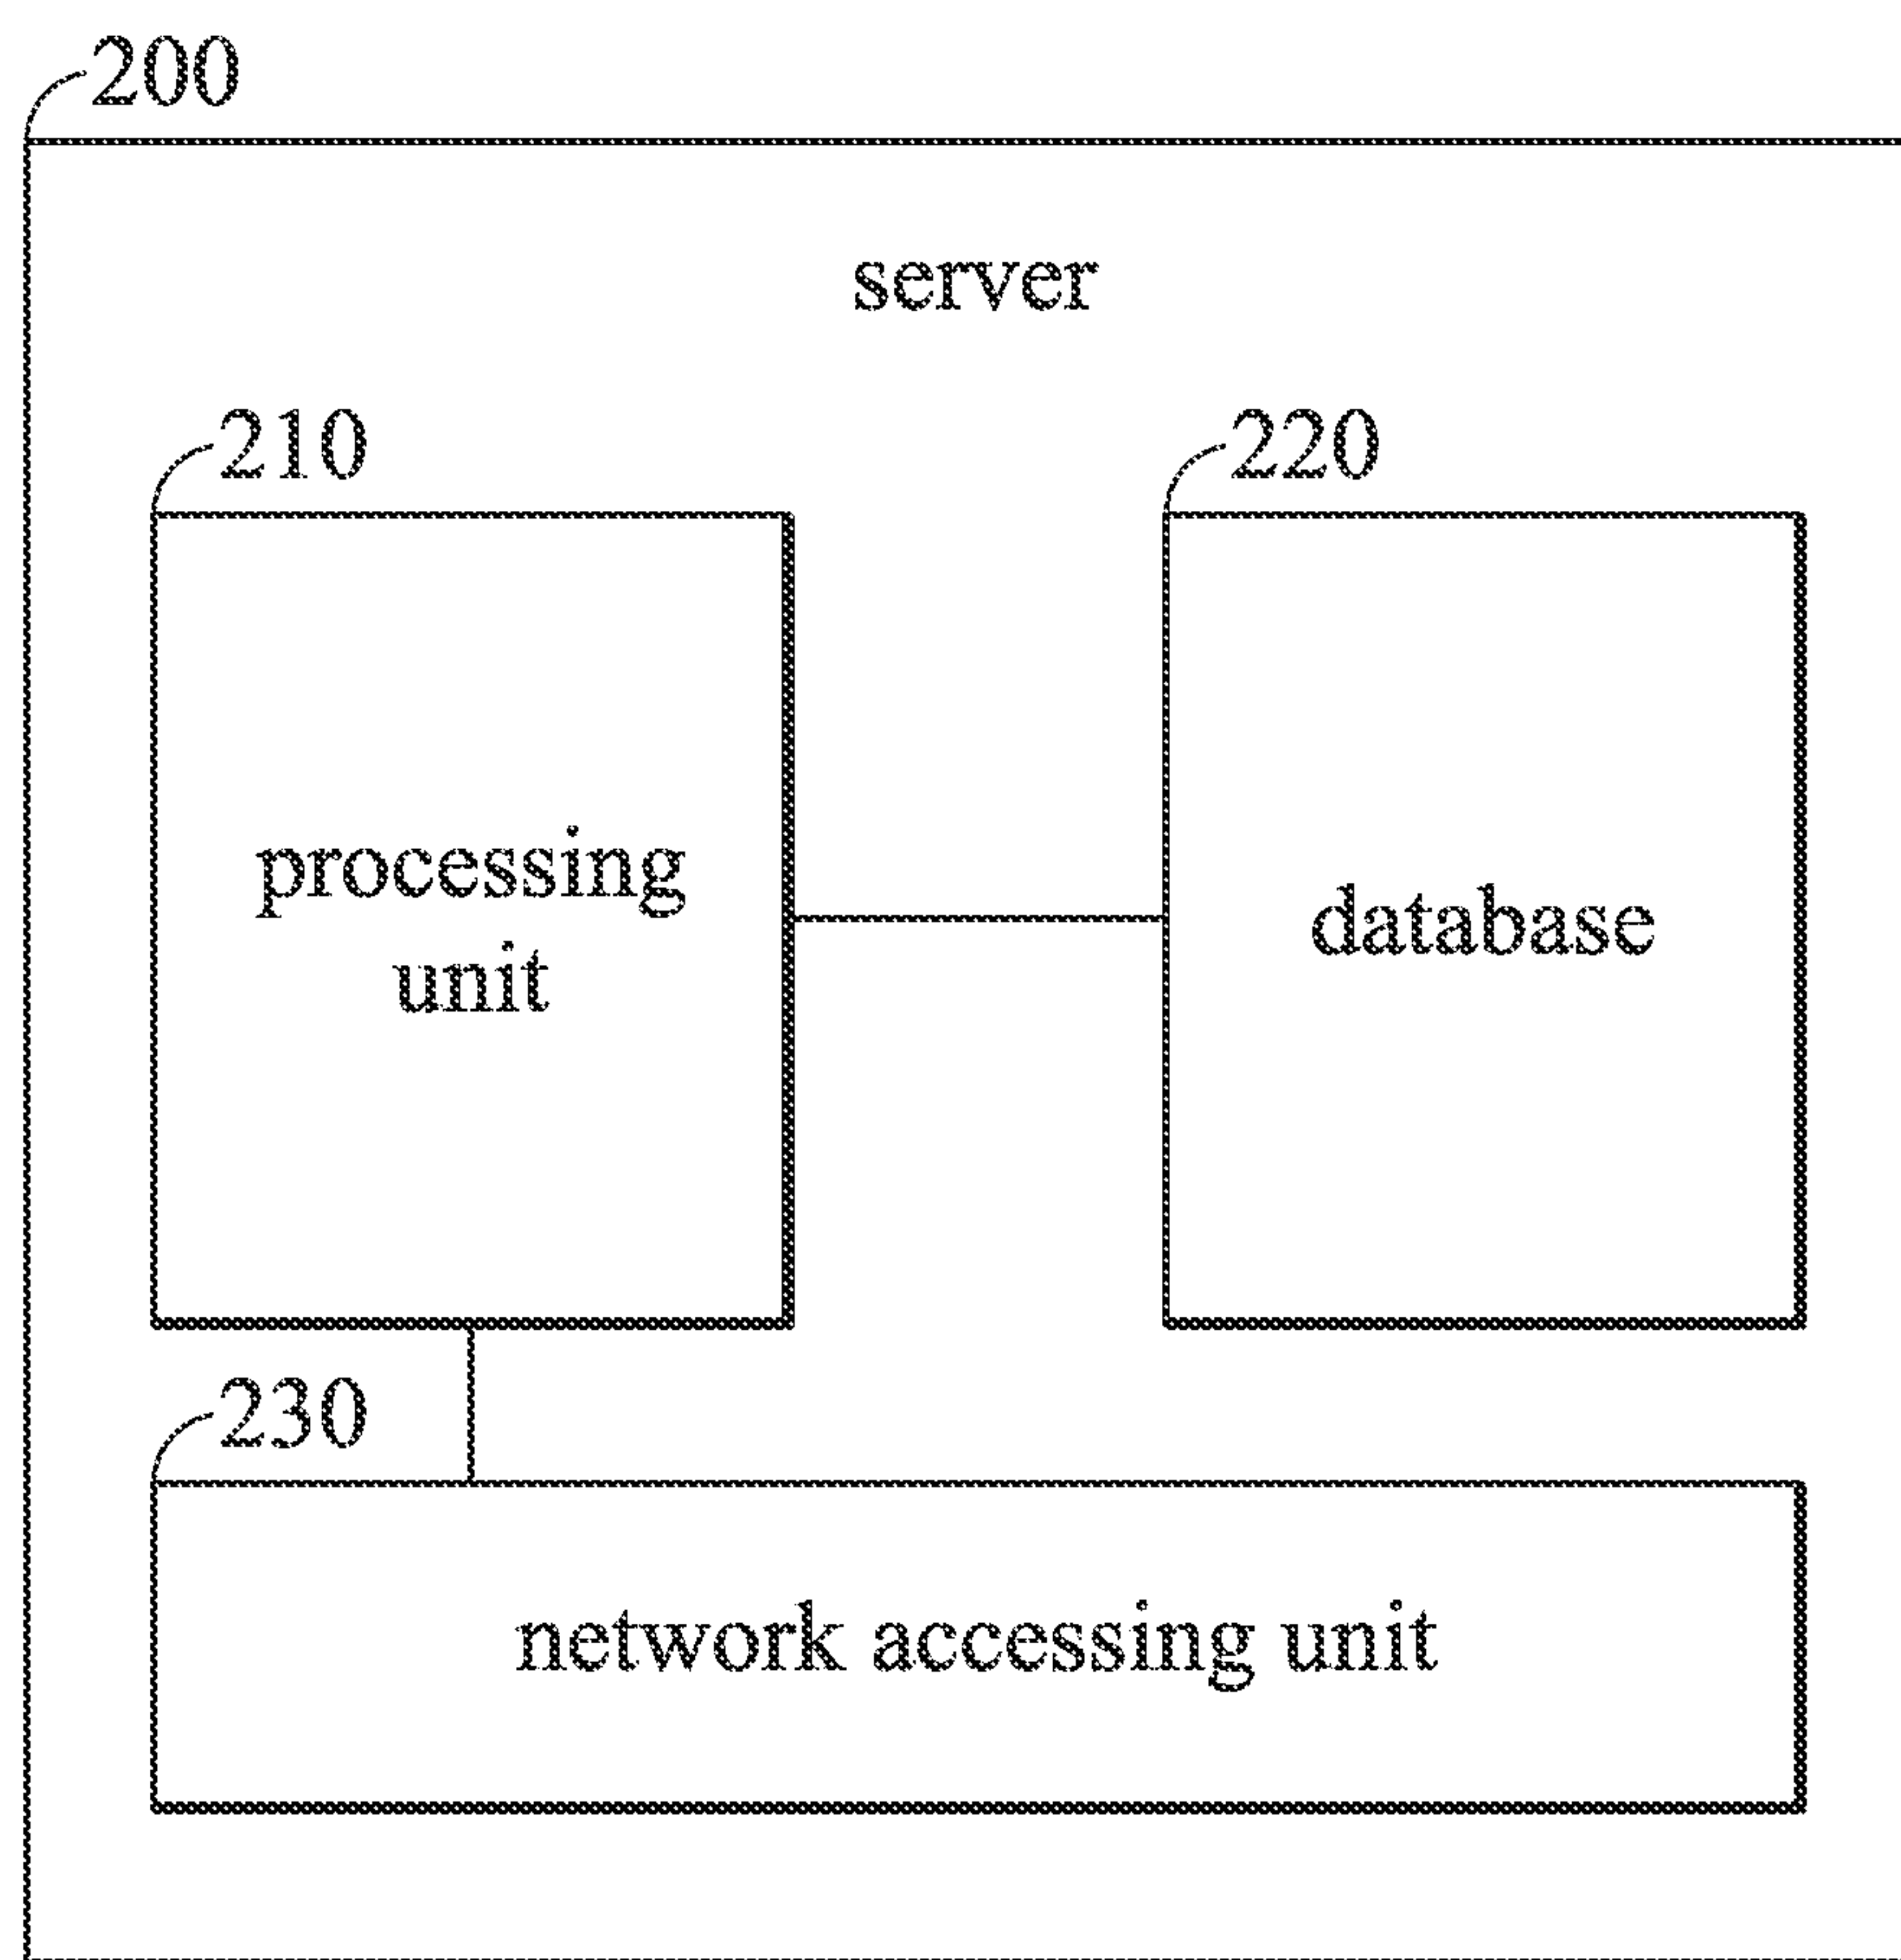 200
server
210
220
processing
unit
database
230
network accessing unit